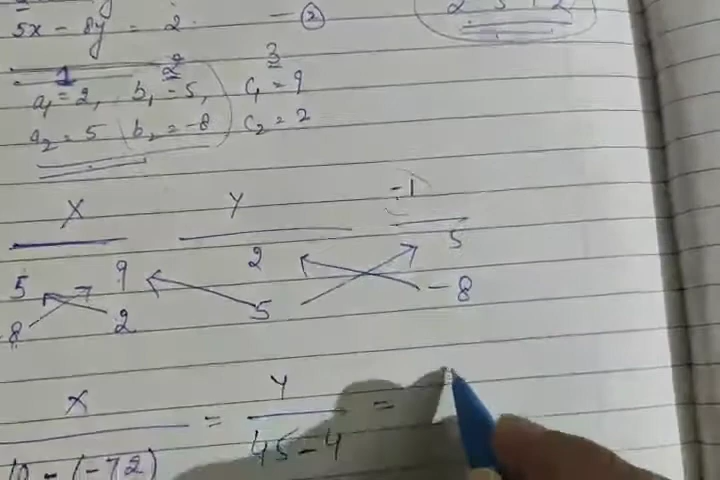 5x - 8y = 2 — ②
1 2 3
a₁ = 2, b₁ = 5, c₁ = 9
a₂ = 5 b₂ = -8 c₂ = 2
X Y -1
5 9 2 5
8 2 5 -8
X = Y =
10 - (-72) 45 - 4